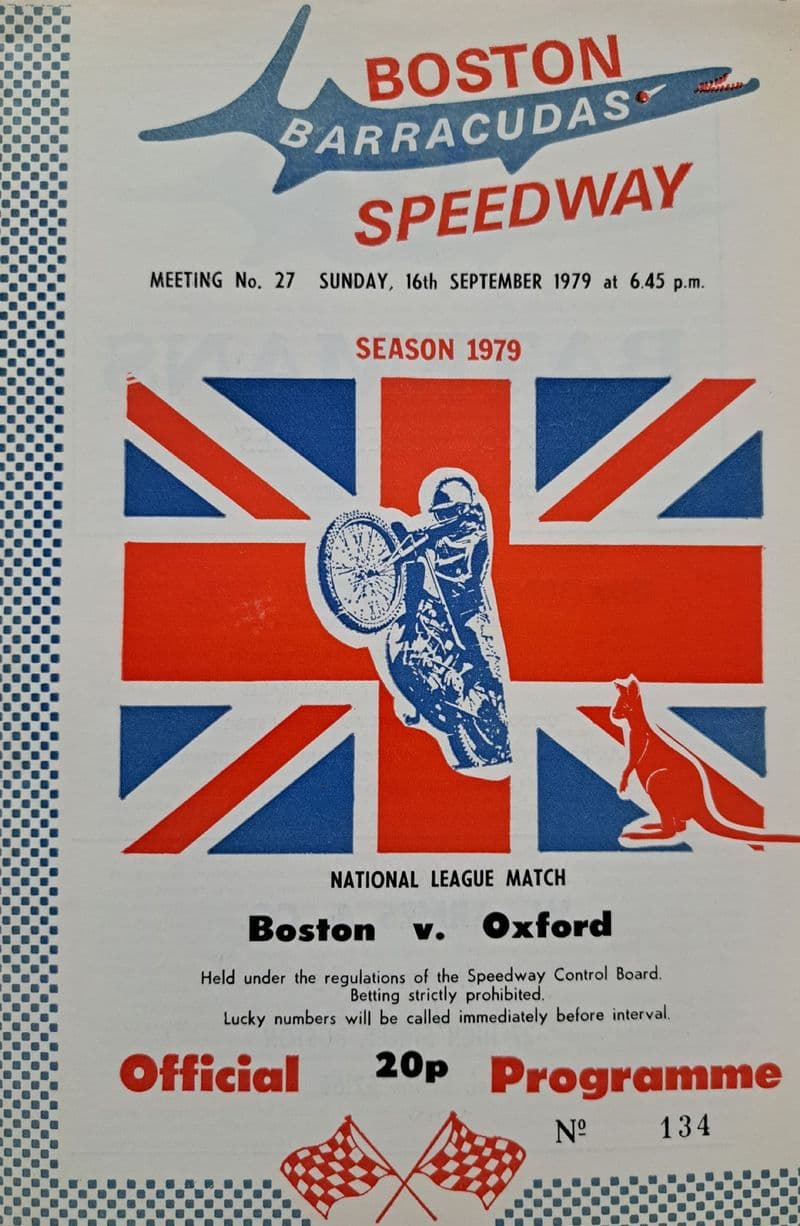 BOSTON
BARRACUDAS
SPEEDWAY
MEETING No. 27 SUNDAY, 16th SEPTEMBER 1979 at 6.45 p.m.
SEASON 1979
NATIONAL LEAGUE MATCH
Boston v. Oxford
Held under the regulations of the Speedway Control Board.
Betting strictly prohibited.
Lucky numbers will be called immediately before interval.
Official 20p Programme
Nº 134